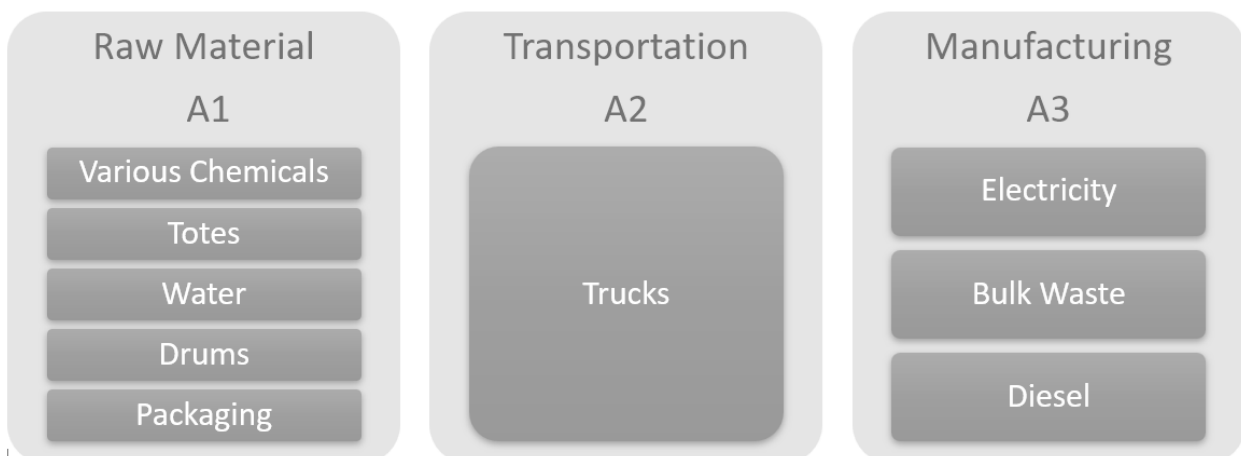 Raw Material
A1
Various Chemicals
Totes
Water
Drums
Packaging
Transportation
A2
Trucks
Manufacturing
A3
Electricity
Bulk Waste
Diesel